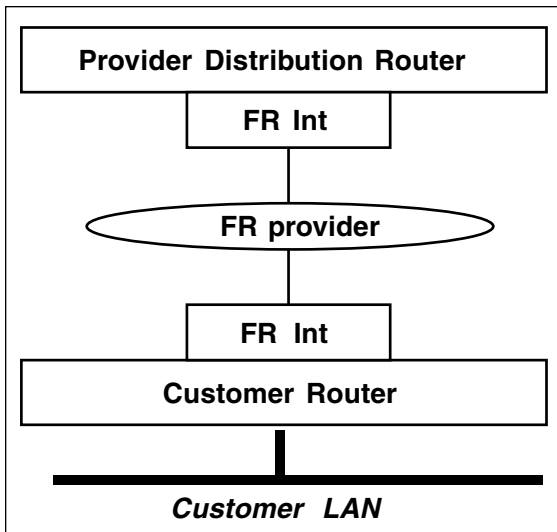 Provider Distribution Router
FR Int
FR provider
FR Int
Customer Router
Customer LAN